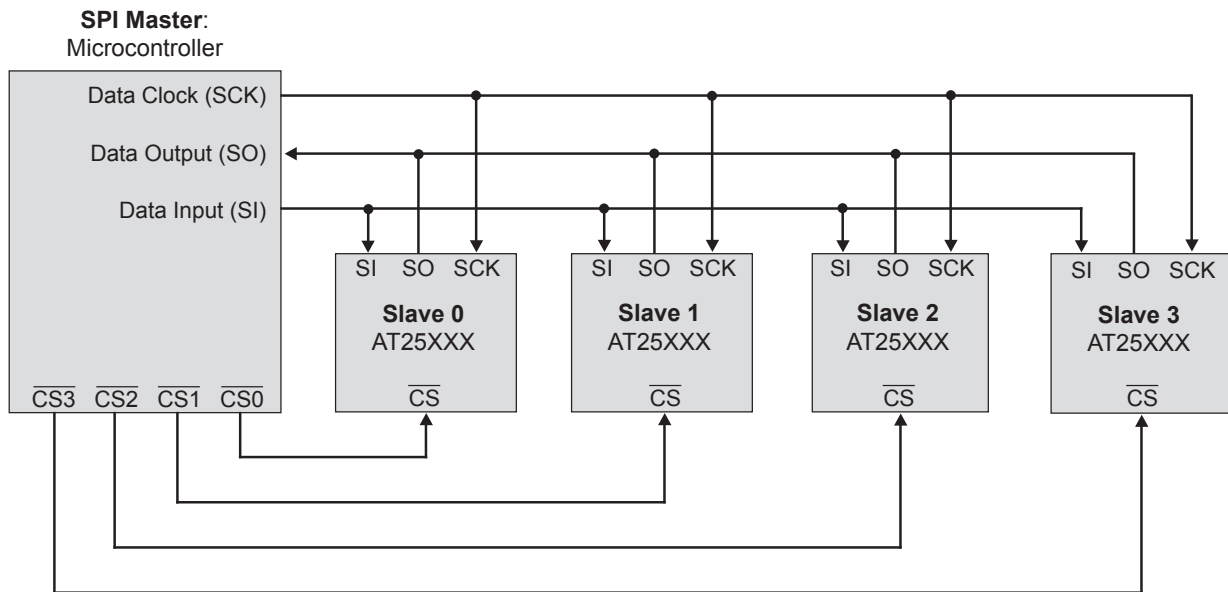 SPI Master:
Microcontroller
Data Clock (SCK)
Data Output (SO)
Data Input (SI)
CS3 CS2 CS1 CS0
SI SO SCK
Slave 0
AT25XXX
CS
SI SO SCK
Slave 1
AT25XXX
CS
SI SO SCK
Slave 2
AT25XXX
CS
SI SO SCK
Slave 3
AT25XXX
CS